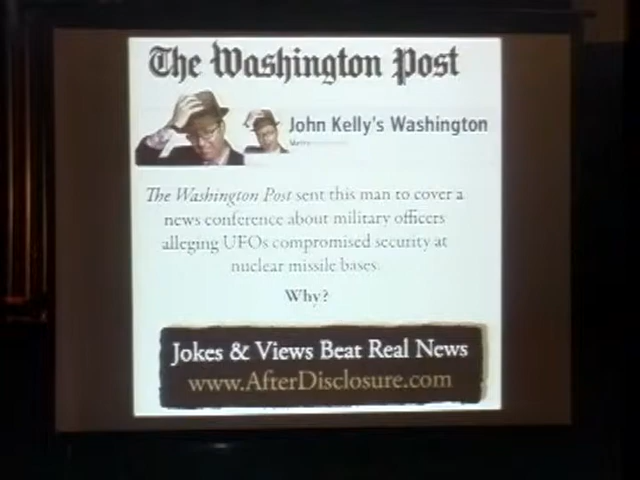 The Washington Post
John Kelly's Washington
The Washington Post sent this man to cover a
news conference about military officers
alleging UFOs compromised security at
nuclear missile bases.
Why?
Jokes & Views Beat Real News
www.AfterDisclosure.com